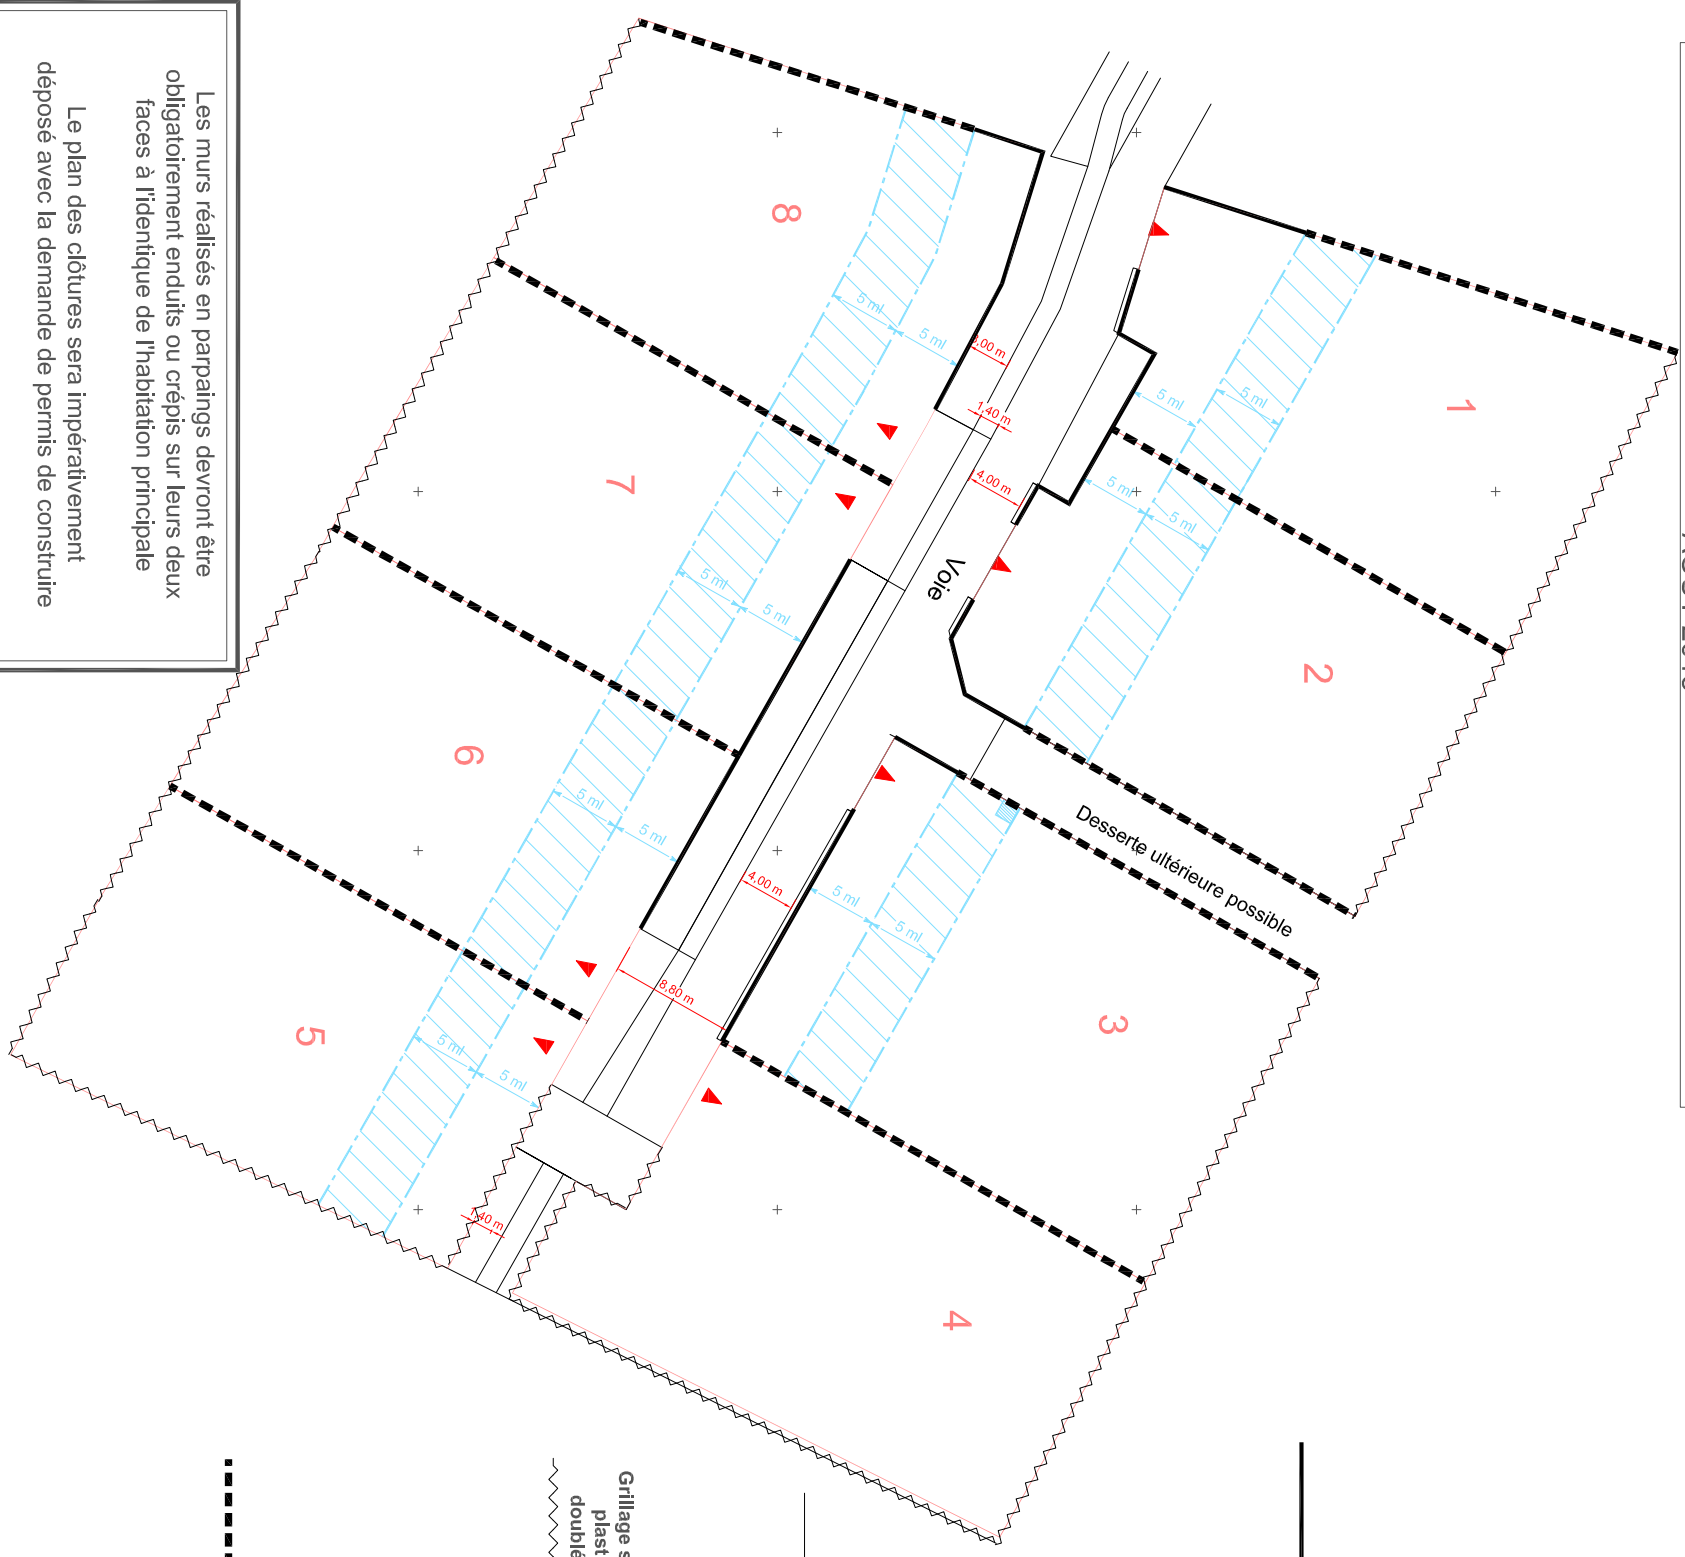 Les murs réalisés en parpaings devront être
obligatoirement enduits ou crépis sur leurs deux
faces à l'identique de l'habitation principale
Le plan des clôtures sera impérativement
déposé avec la demande de permis de construire
8
7
6
5
1
2
3
4
Voie
Desserte ultérieure possible
5 ml
5 ml
5 ml
5 ml
5 ml
5 ml
5 ml
5 ml
5 ml
5 ml
5 ml
5 ml
5 ml
5 ml
,00 m
1,40 m
4,00 m
4,00 m
8,80 m
1,40 m
Grillage s
plast
doublé